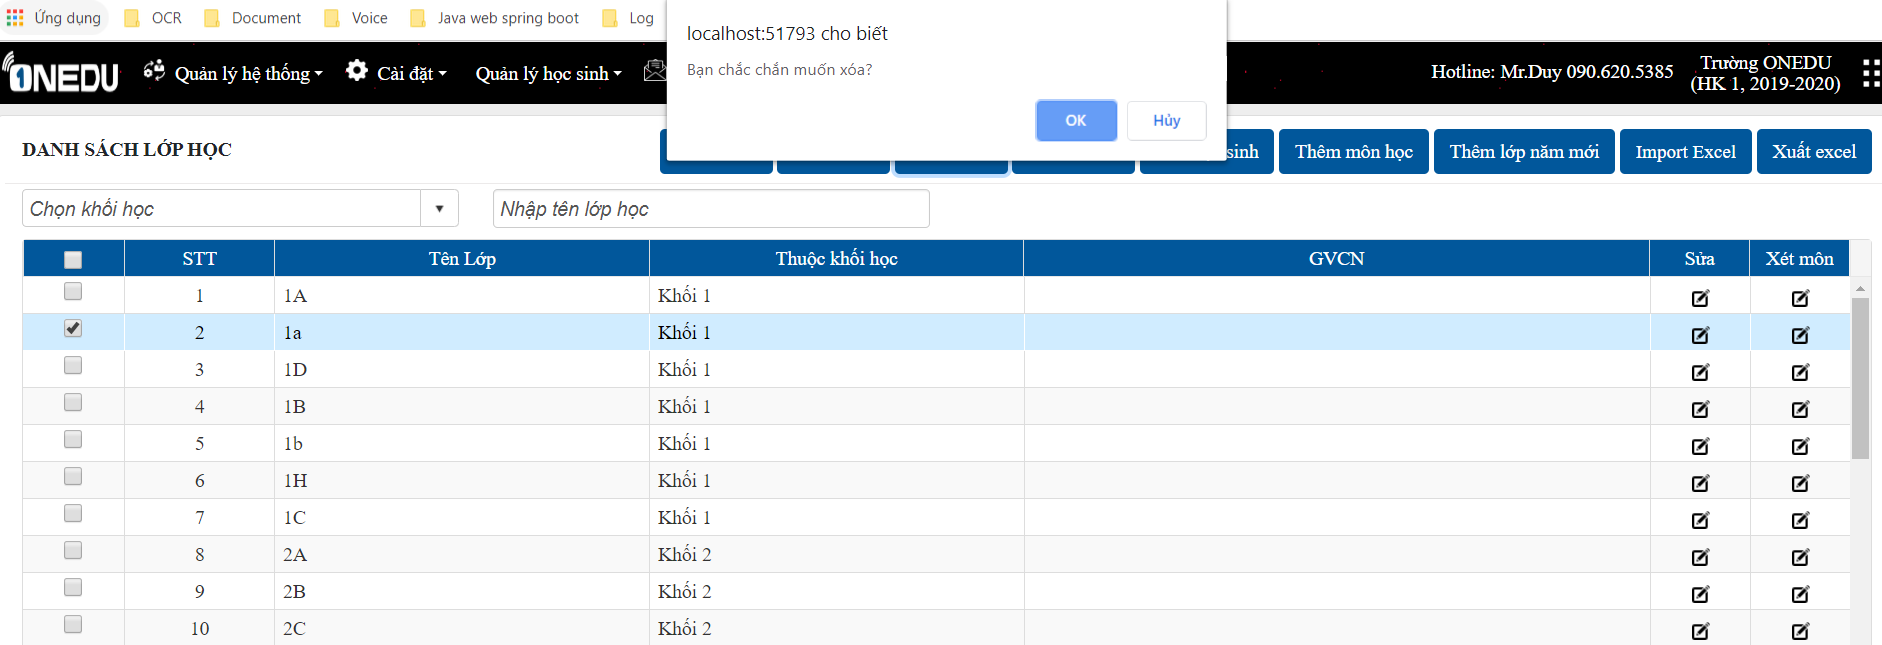 Ứng dụng OCR Document Voice Java web spring boot Log
localhost:51793 cho biết
Bạn chắc chắn muốn xóa?
OK Hủy
1ONEDU Quản lý hệ thống Cài đặt Quản lý học sinh Hotline: Mr.Duy 090.620.5385 Trường ONEDU
(HK 1, 2019-2020)
DANH SÁCH LỚP HỌC sinh Thêm môn học Thêm lớp năm mới Import Excel Xuất excel
Chọn khối học Nhập tên lớp học
STT Tên Lớp Thuộc khối học GVCN Sửa Xét môn
1 1A Khối 1
2 1a Khối 1
3 1D Khối 1
4 1B Khối 1
5 1b Khối 1
6 1H Khối 1
7 1C Khối 1
8 2A Khối 2
9 2B Khối 2
10 2C Khối 2